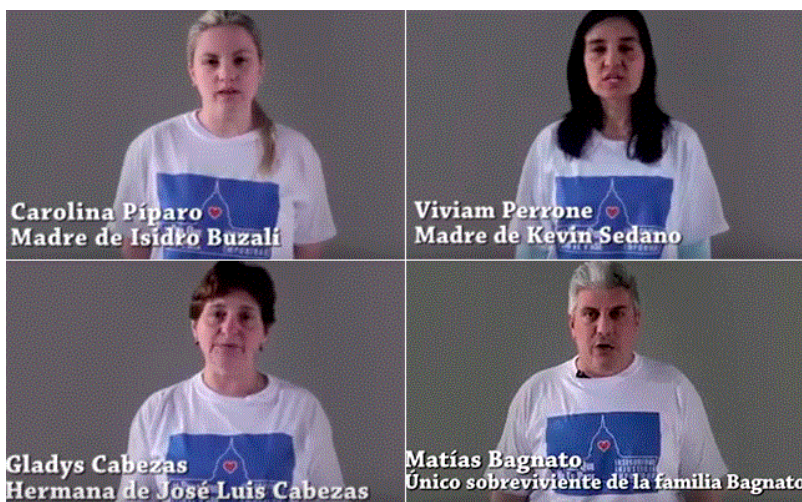 Carolina Píparo
Madre de Isidro Buzali
Viviam Perrone
Madre de Kevin Sedano
Gladys Cabezas
Hermana de José Luis Cabezas
Matías Bagnato
Único sobreviviente de la familia Bagnato